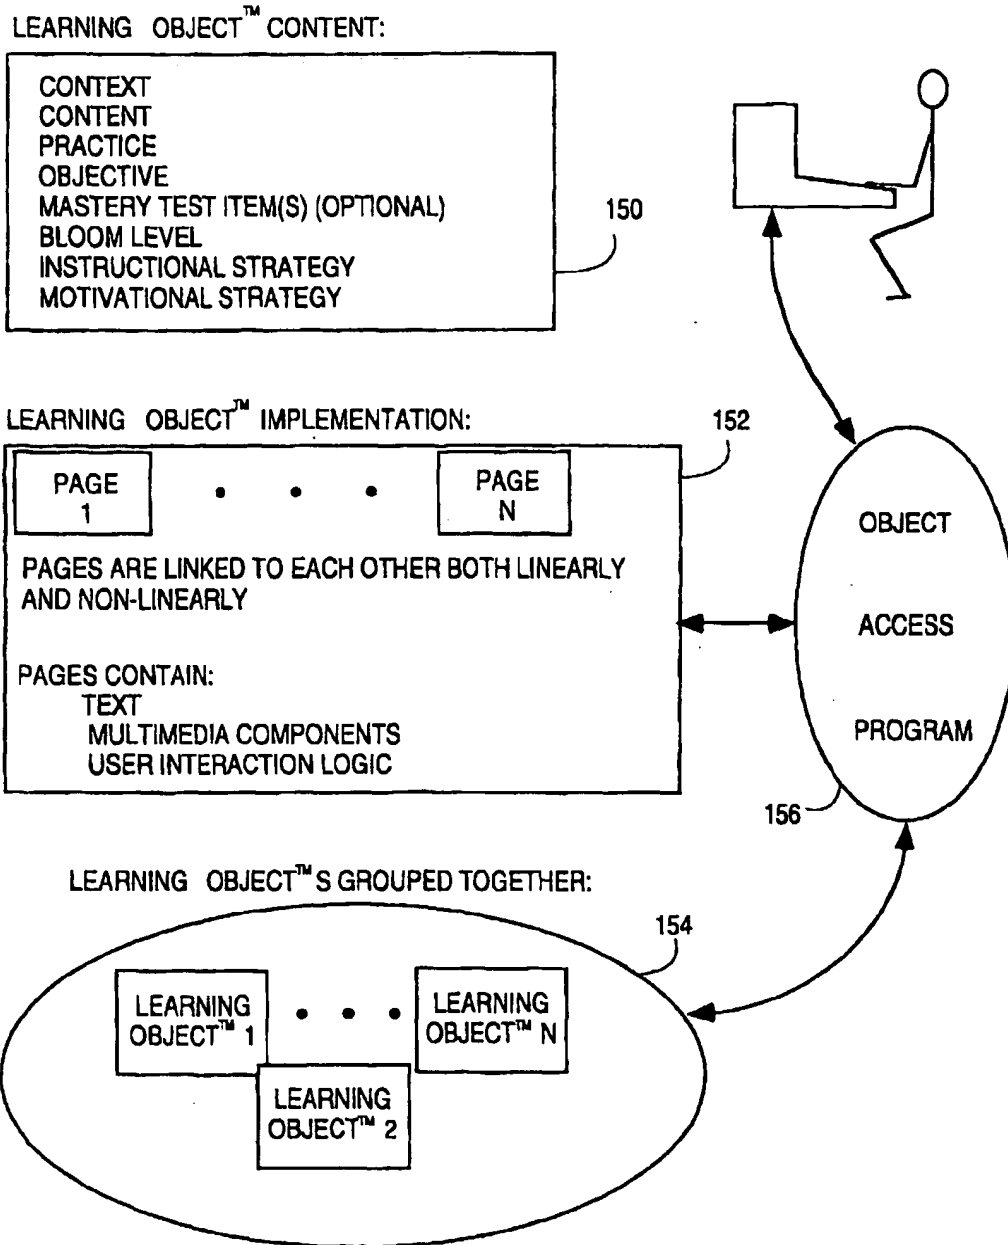 LEARNING OBJECT™ CONTENT:
CONTEXT
CONTENT
PRACTICE
OBJECTIVE
MASTERY TEST ITEM(S) (OPTIONAL)
BLOOM LEVEL
INSTRUCTIONAL STRATEGY
MOTIVATIONAL STRATEGY
150
LEARNING OBJECT™ IMPLEMENTATION:
152
PAGE
1
PAGE
N
PAGES ARE LINKED TO EACH OTHER BOTH LINEARLY
AND NON-LINEARLY
PAGES CONTAIN:
TEXT
MULTIMEDIA COMPONENTS
USER INTERACTION LOGIC
OBJECT
ACCESS
PROGRAM
156
LEARNING OBJECT™S GROUPED TOGETHER:
154
LEARNING
OBJECT™ 1
LEARNING
OBJECT™ N
LEARNING
OBJECT™ 2